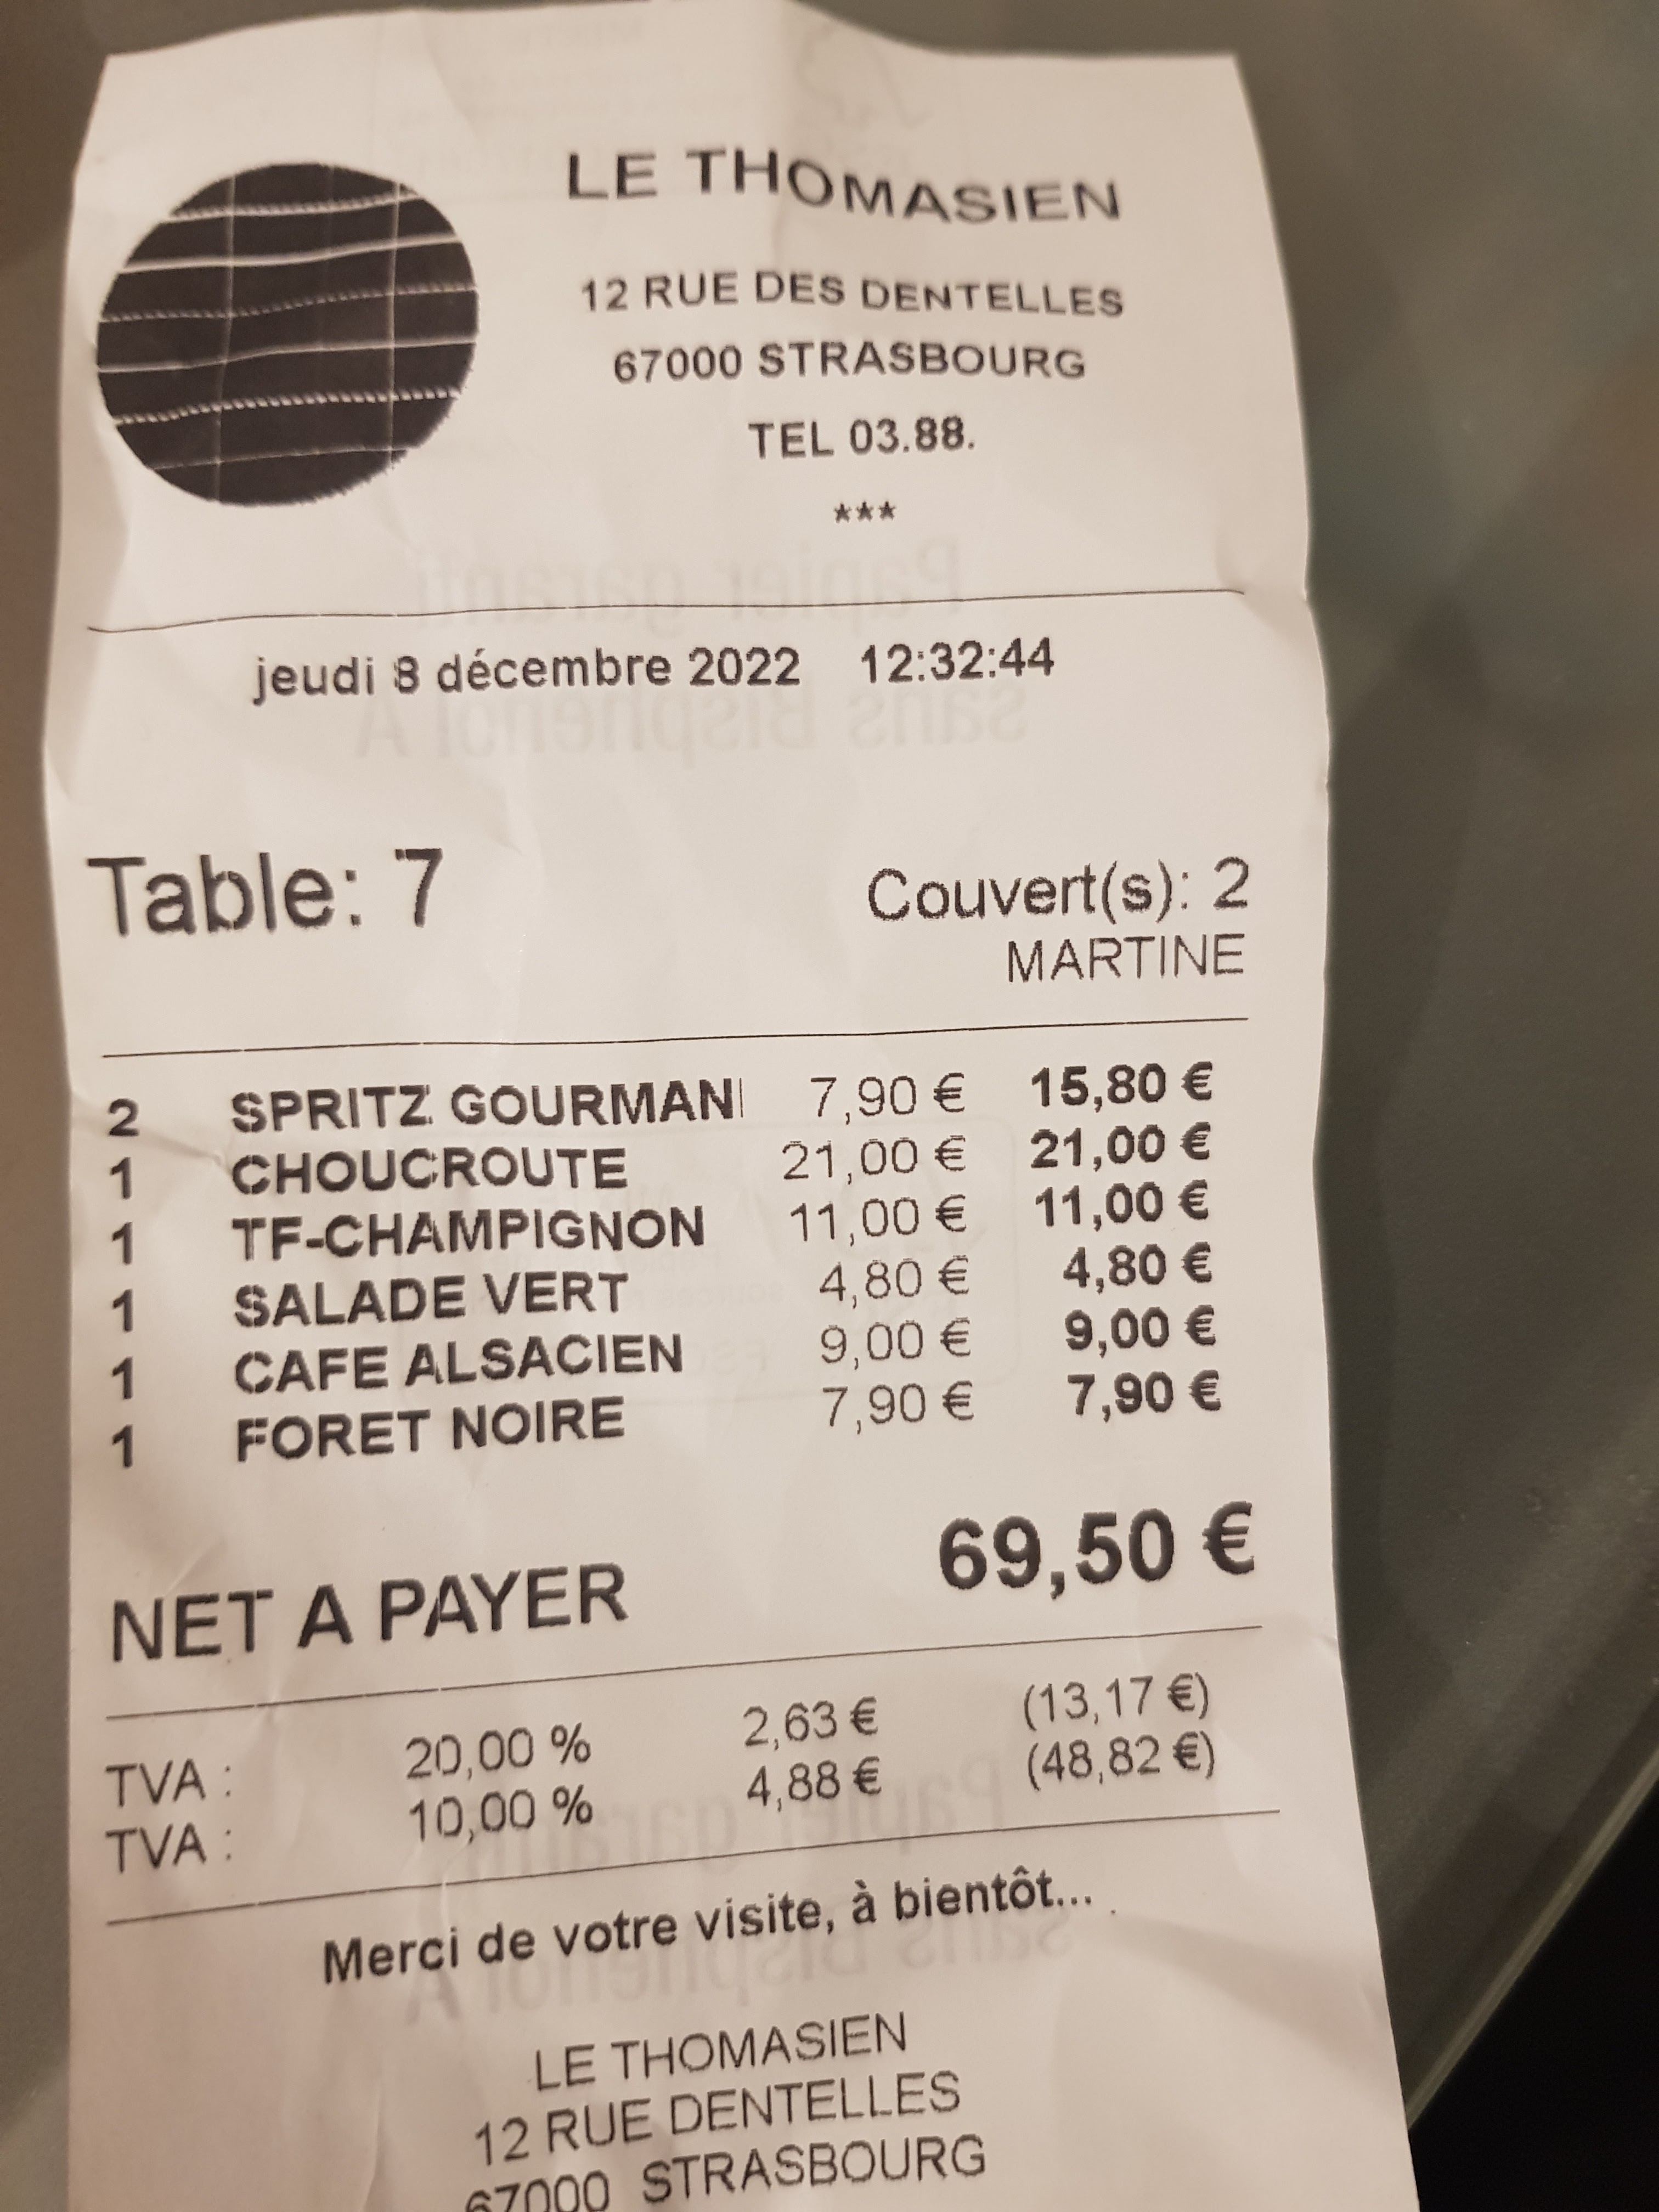 LE THOMASIEN
12 RUE DES DENTELLES
67000 STRASBOURG
TEL 03.88.
***
jeudi 8 décembre 2022 12:32:44
Table: 7
Couvert(s): 2
MARTINE
2 SPRITZ GOURMAN 7,90 € 15,80 €
1 CHOUCROUTE 21,00 € 21,00 €
1 TF-CHAMPIGNON 11,00 € 11,00 €
1 SALADE VERT 4,80 € 4,80 €
1 CAFE ALSACIEN 9,00 € 9,00 €
1 FORET NOIRE 7,90 € 7,90 €
NET A PAYER 69,50 €
TVA : 20,00 % 2,63 € (13,17 €)
TVA : 10,00 % 4,88 € (48,82 €)
Merci de votre visite, à bientôt...
LE THOMASIEN
12 RUE DENTELLES
67000 STRASBOURG